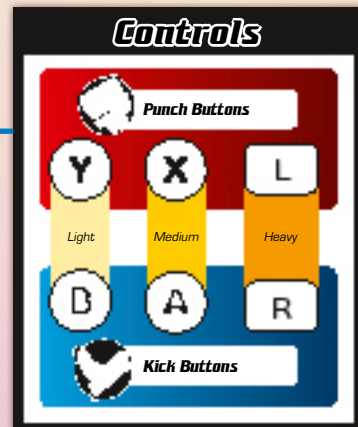 Controls
Punch Buttons
Y X L
Light Medium Heavy
B A R
Kick Buttons